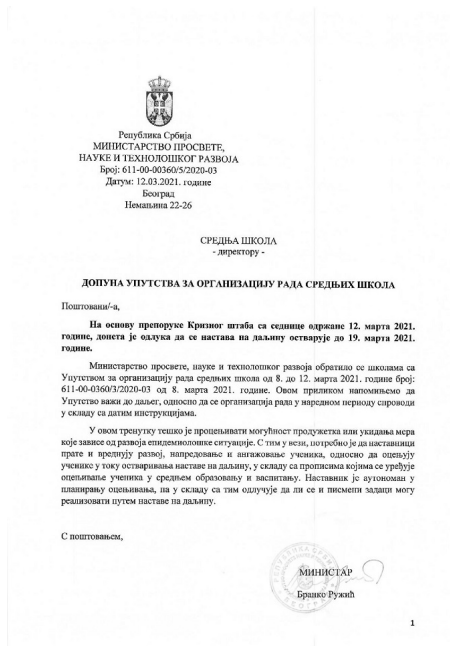 Република Србија
МИНИСТАРСТВО ПРОСВЕТЕ,
НАУКЕ И ТЕХНОЛОШКОГ РАЗВОЈА
Број: 611-00-00360/5/2020-03
Датум: 12.03.2021. године
Београд
Немањина 22-26
СРЕДЊА ШКОЛА
- директору -
ДОПУНА УПУТСТВА ЗА ОРГАНИЗАЦИЈУ РАДА СРЕДЊИХ ШКОЛА
Поштовани/-а,
На основу препоруке Кризног штаба са седнице одржане 12. марта 2021.
године, донета је одлука да се настава на даљину остварује до 19. марта 2021.
године.
Министарство просвете, науке и технолошког развоја обратило се школама са
Упутством за организацију рада средњих школа од 8. до 12. марта 2021. године број:
611-00-0360/3/2020-03 од 8. марта 2021. године. Овом приликом напомињемо да
Упутство важи до даљег, односно да се организација рада у наредном периоду спроводи
у складу са датим инструкцијама.
У овом тренутку тешко је процењивати могућност продужетка или укидања мера
које зависе од развоја епидемиолошке ситуације. С тим у вези, потребно је да наставници
прате и вреднују развој, напредовање и ангажовање ученика, односно да оцењују
ученике у току остваривања наставе на даљину, у складу са прописима којима се уређује
оцењивање ученика у средњем образовању и васпитању. Наставник је аутономан у
планирању оцењивања, па у складу са тим одлучује да ли се и писмени задаци могу
реализовати путем наставе на даљину.
С поштовањем,
МИНИСТАР
Бранко Ружић
1